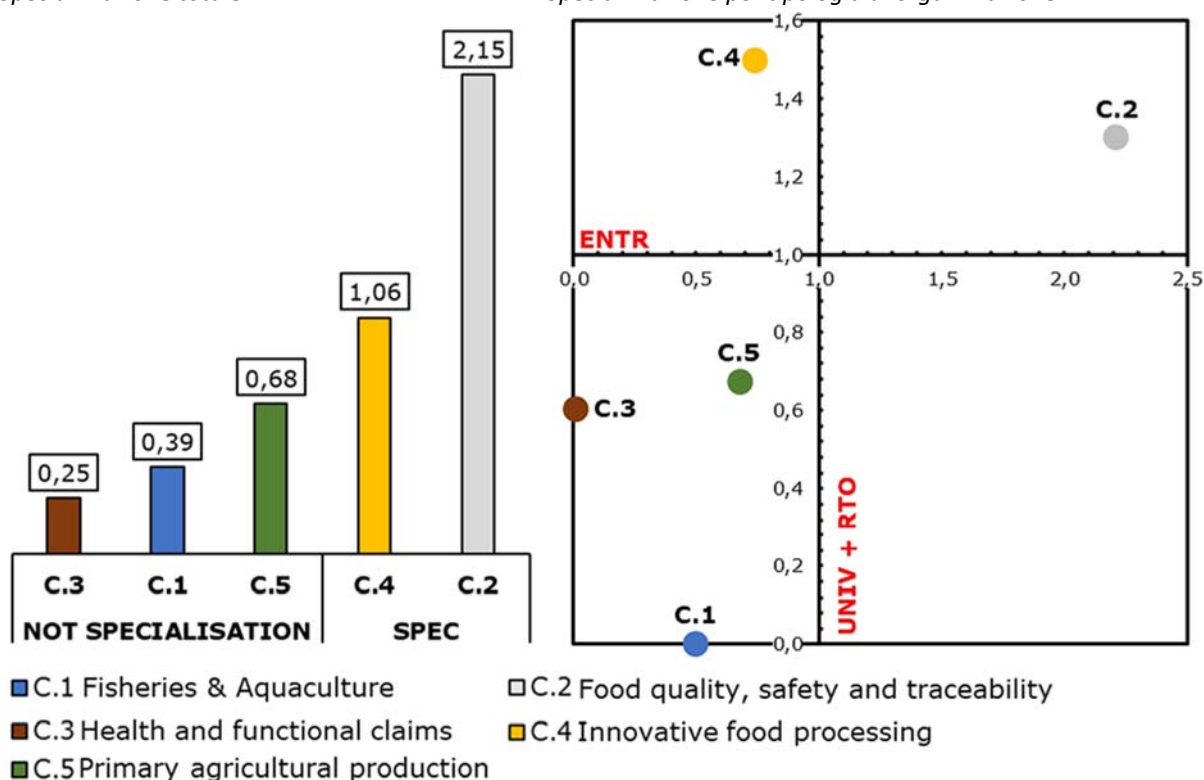 2,15
1,06
0,68
0,39
0,25
C.3 C.1 C.5 C.4 C.2
NOT SPECIALISATION SPEC
1,6
C.4
1,4
C.2
1,2
ENTR
1,0
0,0 0,5 1,0 1,5 2,0 2,5
0,8
C.5
0,6
C.3
0,4
UNIV + RTO
0,2
C.1
0,0
C.1 Fisheries & Aquaculture
C.2 Food quality, safety and traceability
C.3 Health and functional claims
C.4 Innovative food processing
C.5 Primary agricultural production